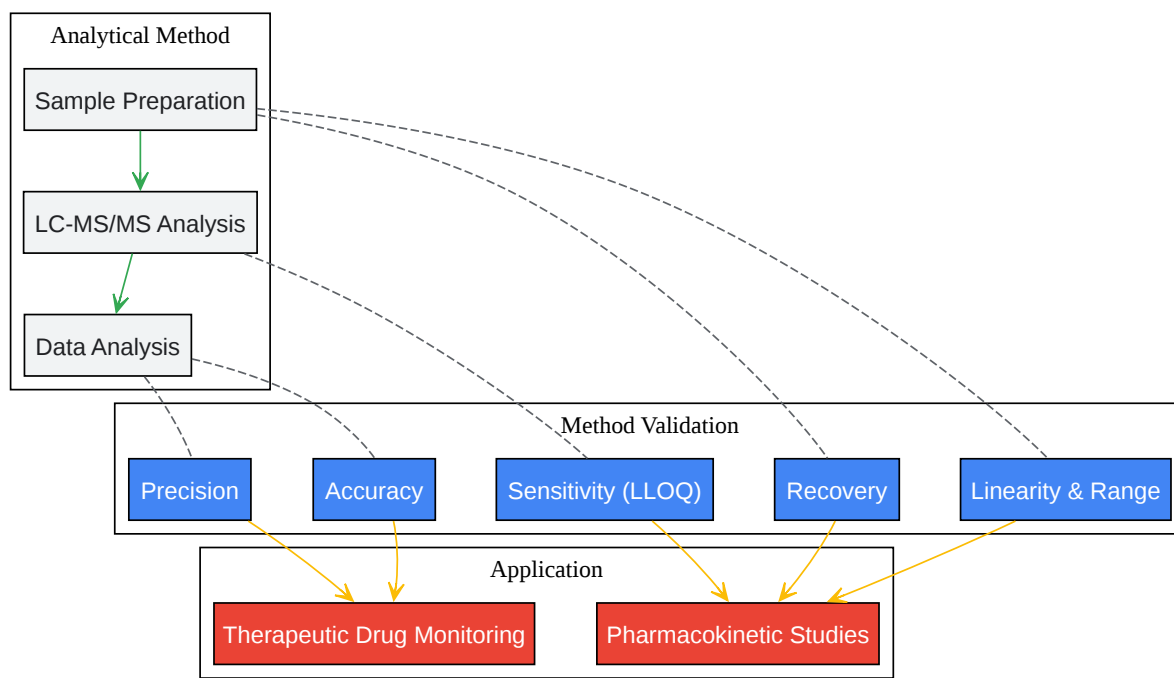 Analytical Method
Sample Preparation
LC-MS/MS Analysis
Data Analysis
Method Validation
Precision
Accuracy
Sensitivity (LLOQ)
Recovery
Linearity & Range
Application
Therapeutic Drug Monitoring
Pharmacokinetic Studies